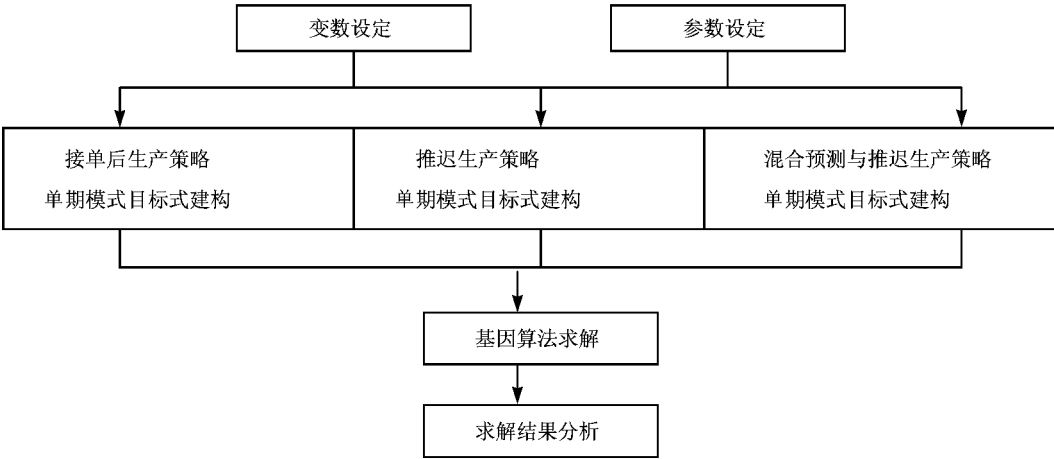 变数设定
参数设定
接单后生产策略
单期模式目标式建构
推迟生产策略
单期模式目标式建构
混合预测与推迟生产策略
单期模式目标式建构
基因算法求解
求解结果分析